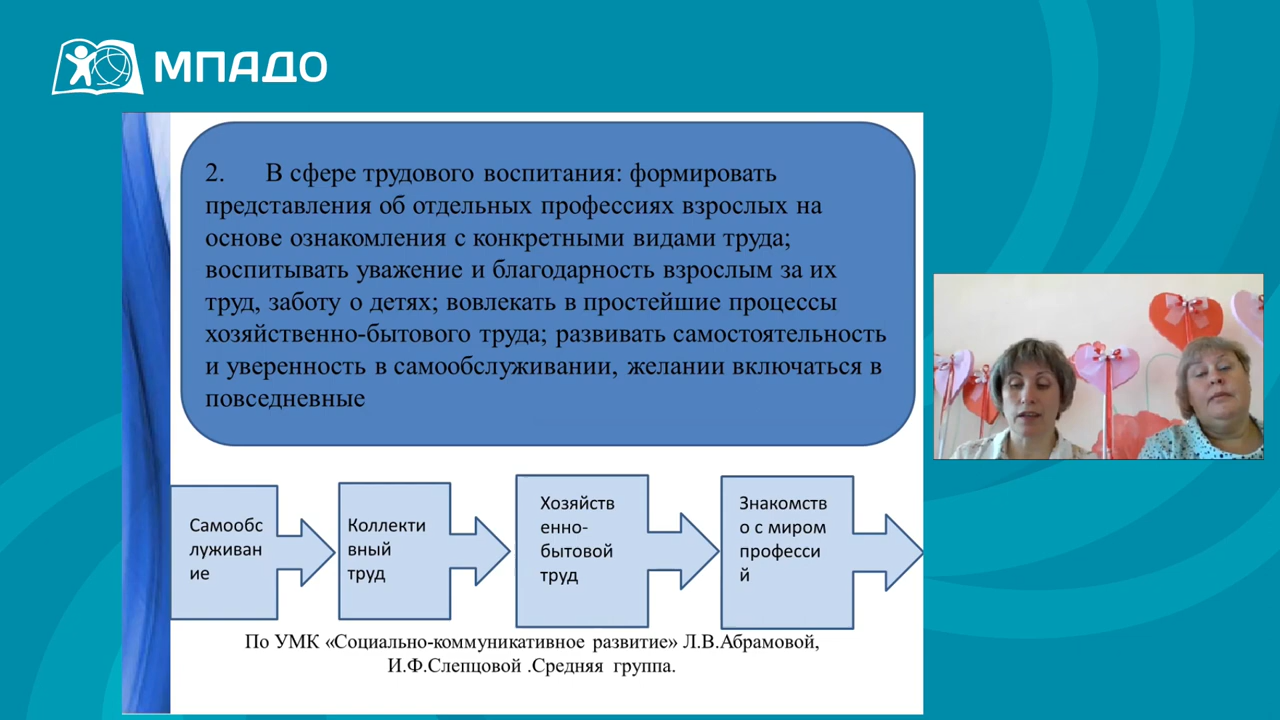 МПАДО
2. В сфере трудового воспитания: формировать
представления об отдельных профессиях взрослых на
основе ознакомления с конкретными видами труда;
воспитывать уважение и благодарность взрослым за их
труд, заботу о детях; вовлекать в простейшие процессы
хозяйственно-бытового труда; развивать самостоятельность
и уверенность в самообслуживании, желании включаться в
повседневные
Самообс
луживан
ие
Коллекти
вный
труд
Хозяйств
енно-
бытовой
труд
Знакомств
о с миром
професси
й
По УМК «Социально-коммуникативное развитие» Л.В.Абрамовой,
И.Ф.Слепцовой .Средняя группа.